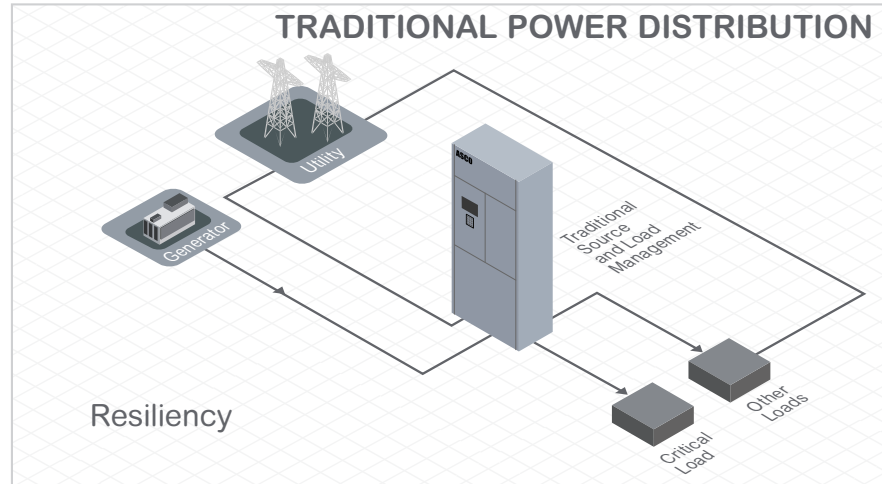 TRADITIONAL POWER DISTRIBUTION
Utility
ASCO
Generator
Traditional
Source
and Load
Management
Resiliency
Other
Loads
Critical
Load